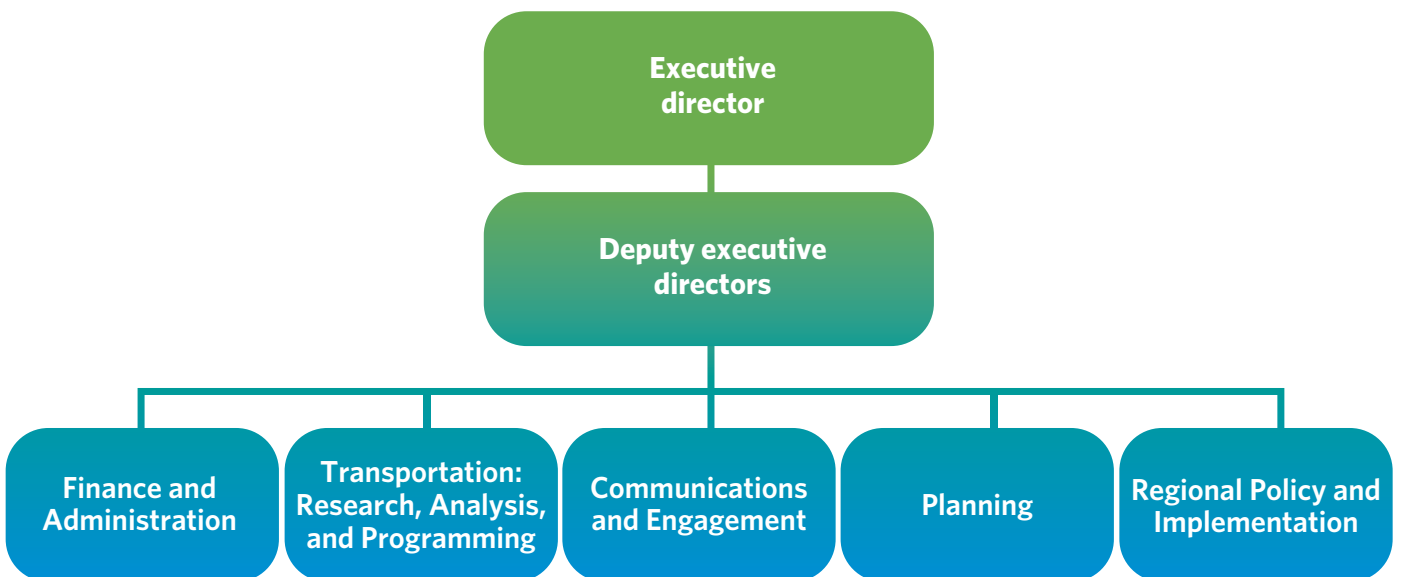 Executive
director
Deputy executive
directors
Finance and
Administration
Transportation:
Research, Analysis,
and Programming
Communications
and Engagement
Planning
Regional Policy and
Implementation